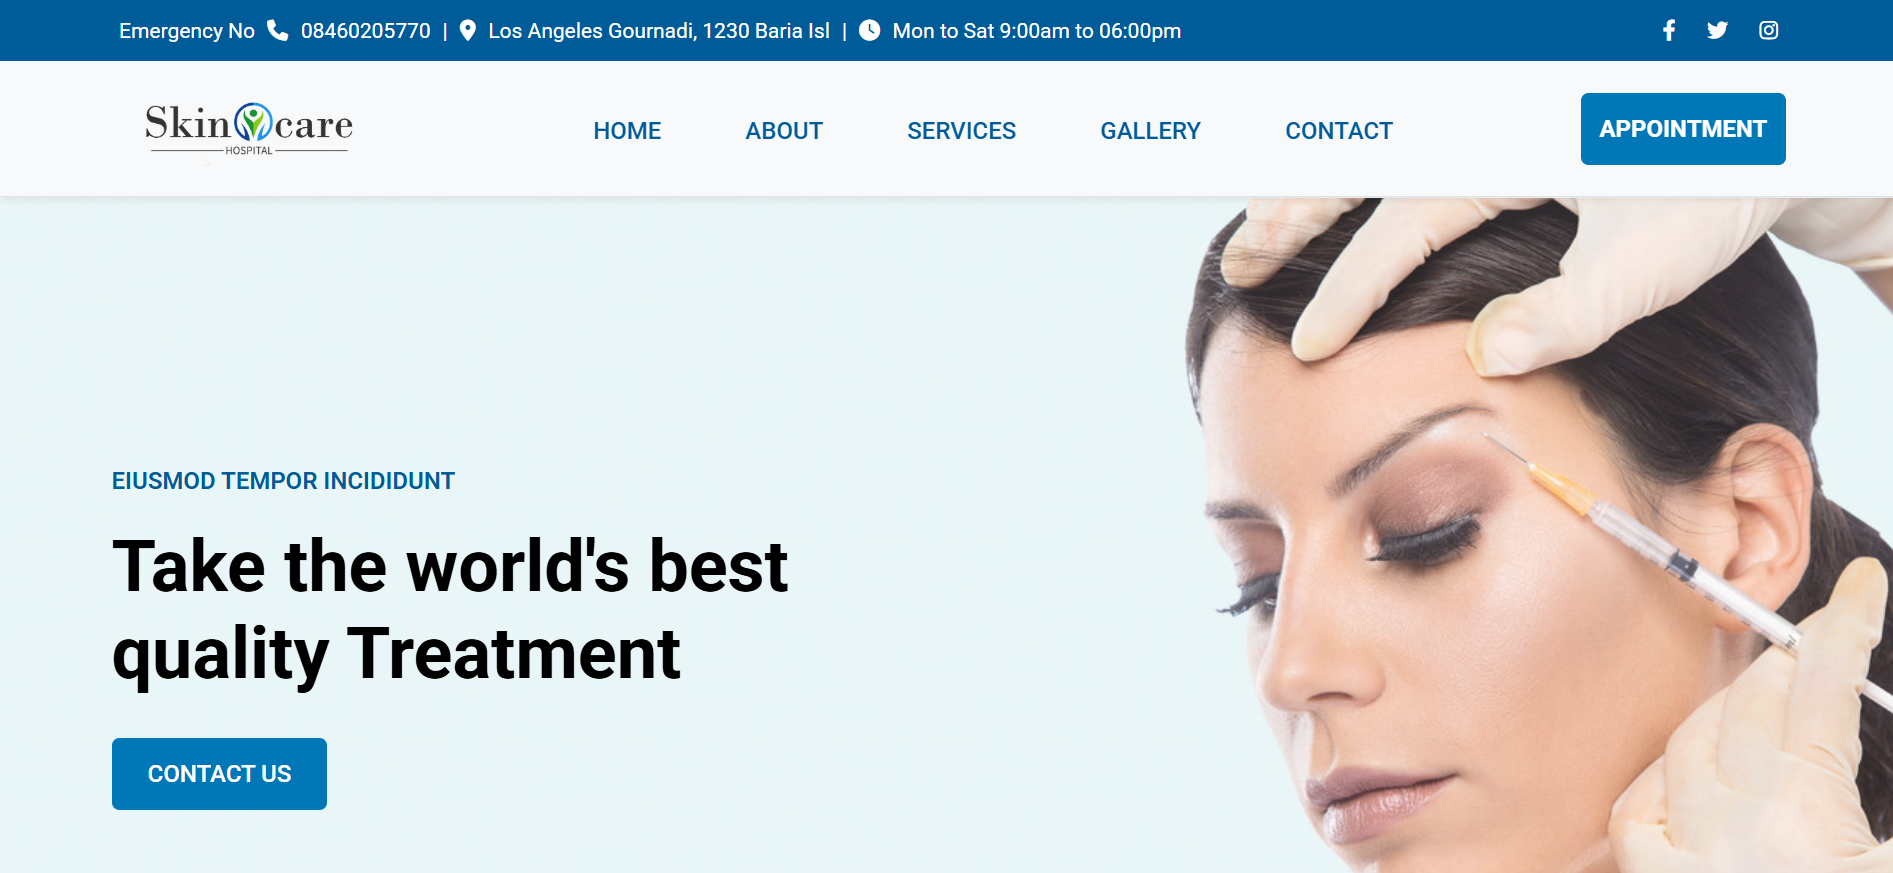 Emergency No 08460205770 | Los Angeles Gournadi, 1230 Baria Isl | Mon to Sat 9:00am to 06:00pm
Skin care
HOSPITAL
HOME ABOUT SERVICES GALLERY CONTACT
APPOINTMENT
EIUSMOD TEMPOR INCIDIDUNT
Take the world's best
quality Treatment
CONTACT US